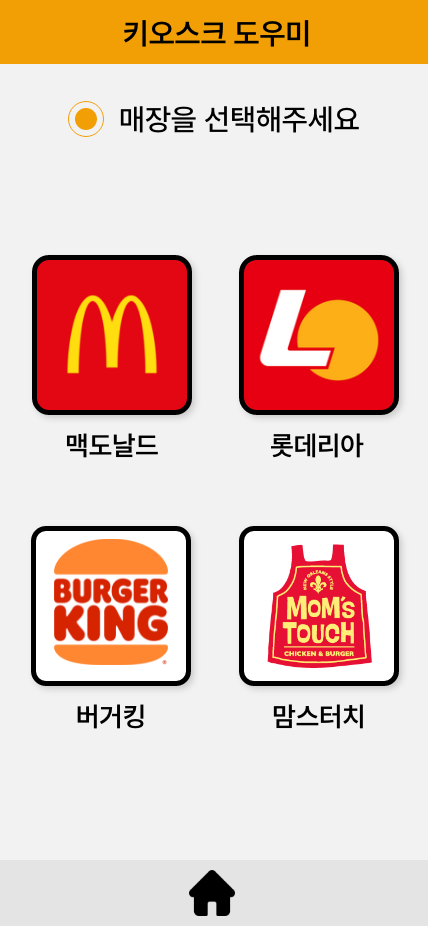 키오스크 도우미
매장을 선택해주세요
맥도날드
롯데리아
BURGER
KING
®
NEW ORLEANS STYLE
MOM'S
TOUCH
CHICKEN & BURGER
버거킹
맘스터치